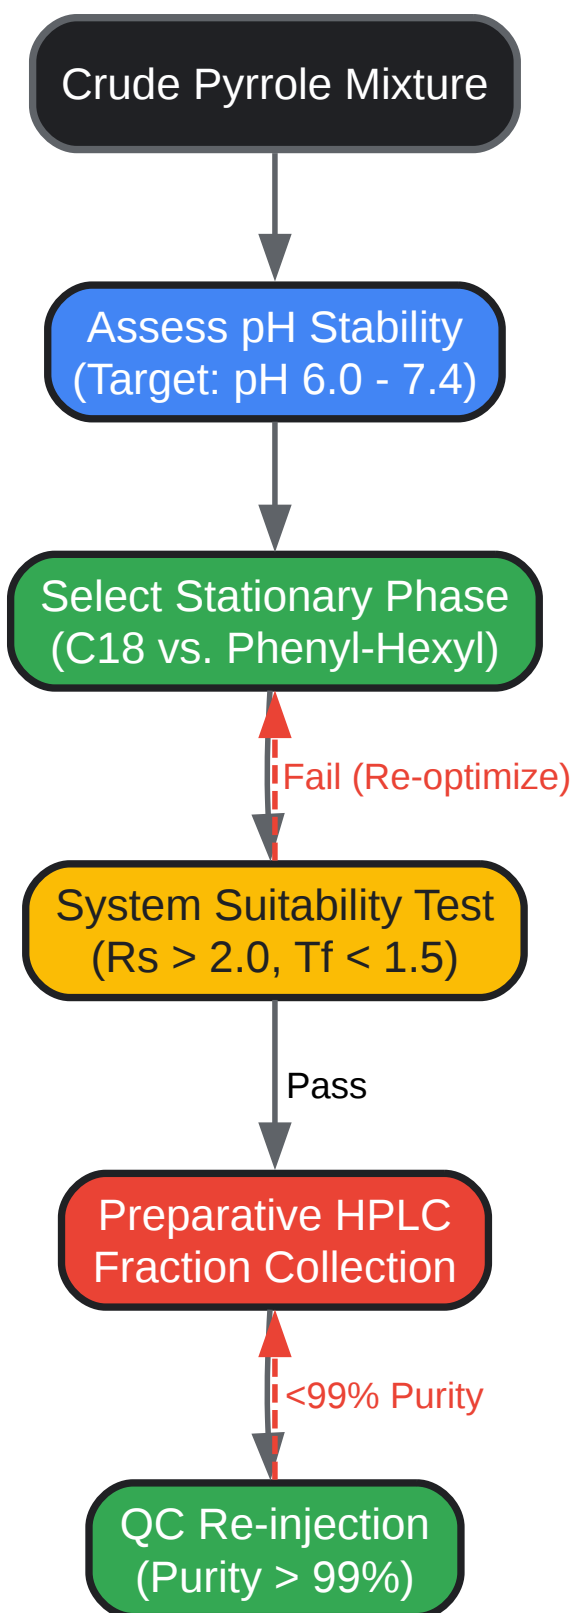 Crude Pyrrole Mixture
Assess pH Stability
(Target: pH 6.0 - 7.4)
Select Stationary Phase
(C18 vs. Phenyl-Hexyl)
Fail (Re-optimize)
System Suitability Test
(Rs > 2.0, Tf < 1.5)
Pass
Preparative HPLC
Fraction Collection
<99% Purity
QC Re-injection
(Purity > 99%)